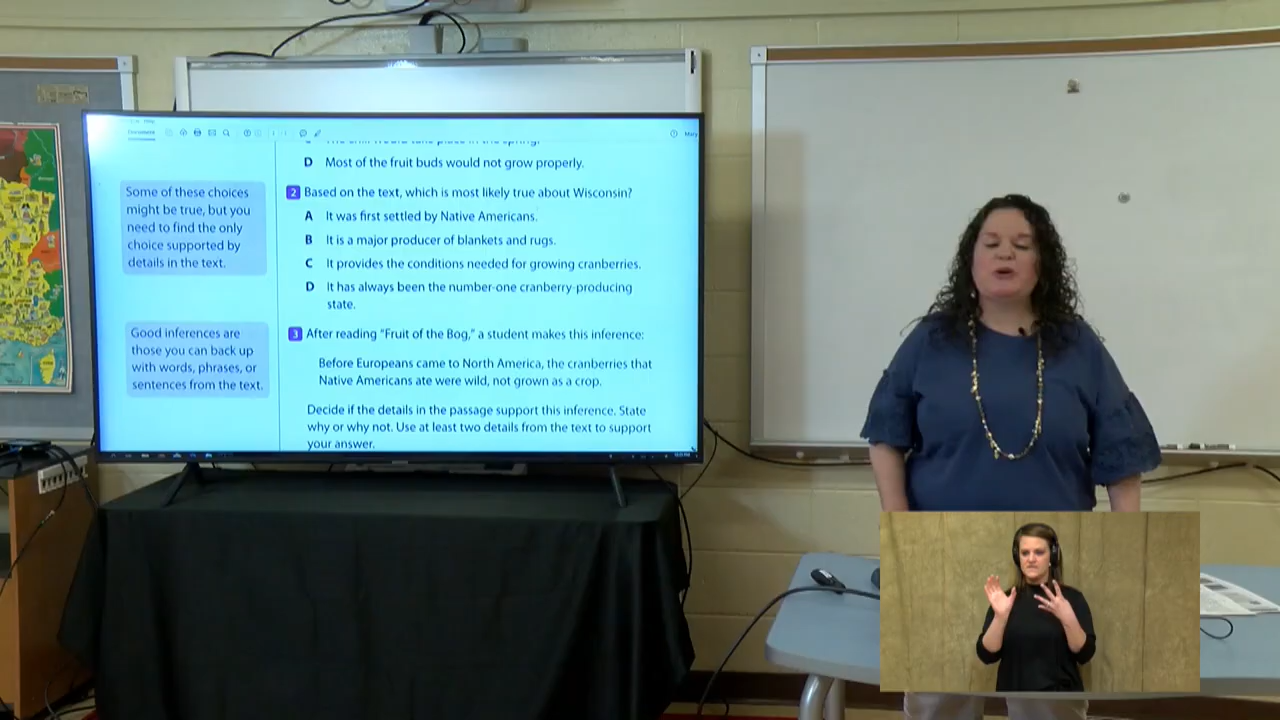 Document
Mary
D Most of the fruit buds would not grow properly.
Some of these choices
might be true, but you
need to find the only
choice supported by
details in the text.
2 Based on the text, which is most likely true about Wisconsin?
A It was first settled by Native Americans.
B It is a major producer of blankets and rugs.
C It provides the conditions needed for growing cranberries.
D It has always been the number-one cranberry-producing
state.
Good inferences are
those you can back up
with words, phrases, or
sentences from the text.
3 After reading "Fruit of the Bog," a student makes this inference:
Before Europeans came to North America, the cranberries that
Native Americans ate were wild, not grown as a crop.
Decide if the details in the passage support this inference. State
why or why not. Use at least two details from the text to support
your answer.